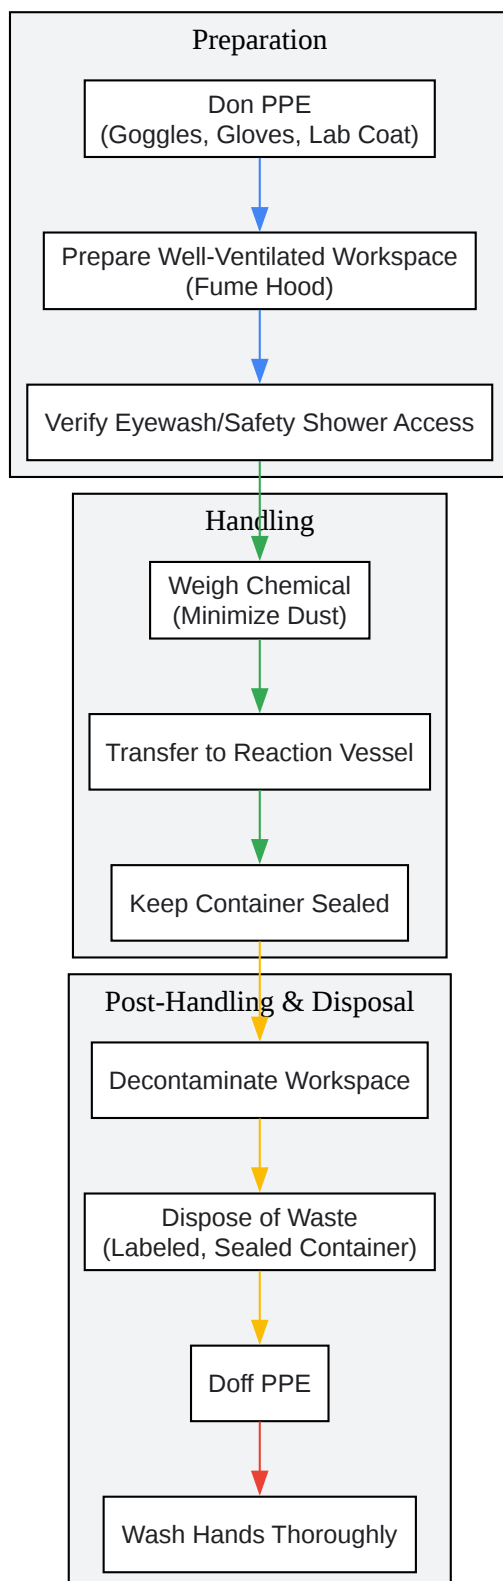 Preparation
Don PPE
(Goggles, Gloves, Lab Coat)
Prepare Well-Ventilated Workspace
(Fume Hood)
Verify Eyewash/Safety Shower Access
Handling
Weigh Chemical
(Minimize Dust)
Transfer to Reaction Vessel
Keep Container Sealed
Post-Handling & Disposal
Decontaminate Workspace
Dispose of Waste
(Labeled, Sealed Container)
Doff PPE
Wash Hands Thoroughly